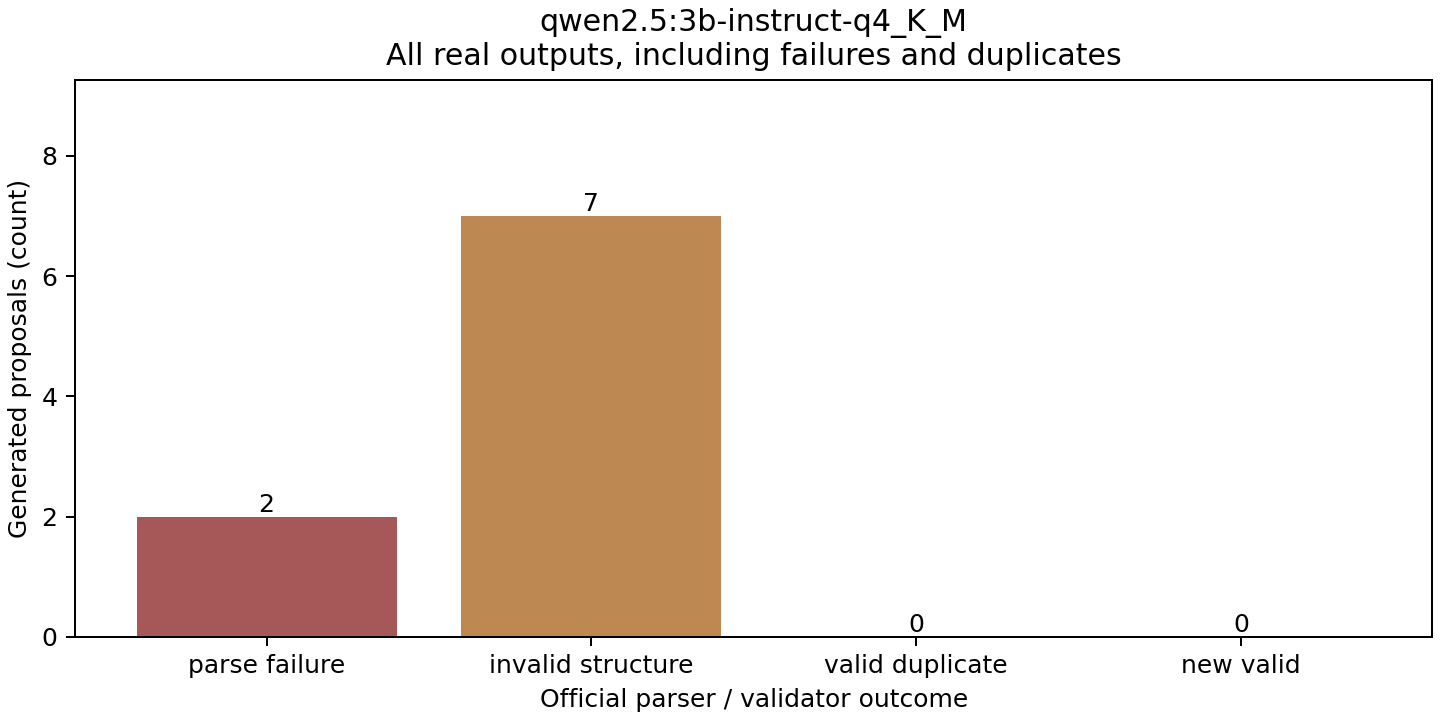 qwen2.5:3b-instruct-q4_K_M
All real outputs, including failures and duplicates
Generated proposals (count)
8
6
4
2
0
2
7
0
0
parse failure
invalid structure
valid duplicate
new valid
Official parser / validator outcome